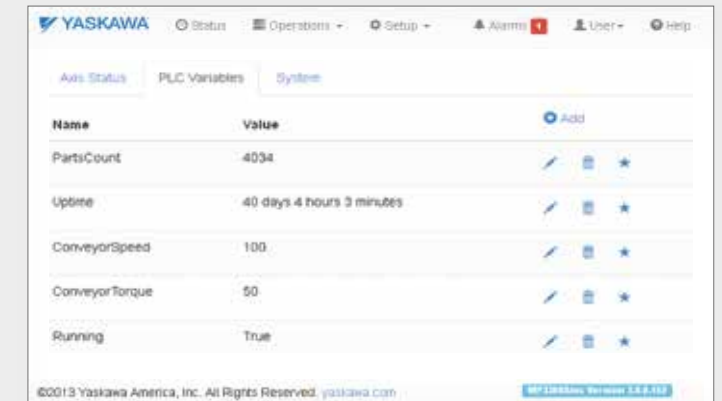 YASKAWA Status Operations Setup Alarms User Help
Axis Status PLC Variables System
Name Value Add
PartsCount 4034
Uptime 40 days 4 hours 3 minutes
ConveyorSpeed 100
ConveyorTorque 50
Running True
©2013 Yaskawa America, Inc. All Rights Reserved. yaskawa.com